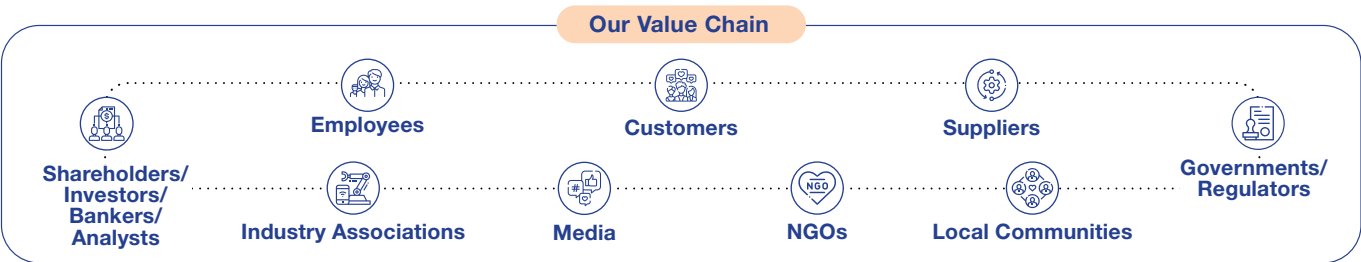 Our Value Chain
Employees
Customers
Suppliers
Shareholders/
Investors/
Bankers/
Analysts
Governments/
Regulators
$
#
NGO
Industry Associations
Media
NGOs
Local Communities